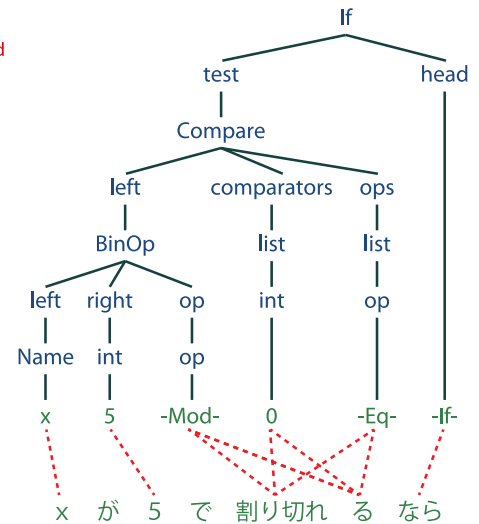 If
d
test head
Compare
left comparators ops
BinOp list list
left right op int op
Name int op
x 5 -Mod- 0 -Eq- -If-
x が 5 で 割り切れ る なら